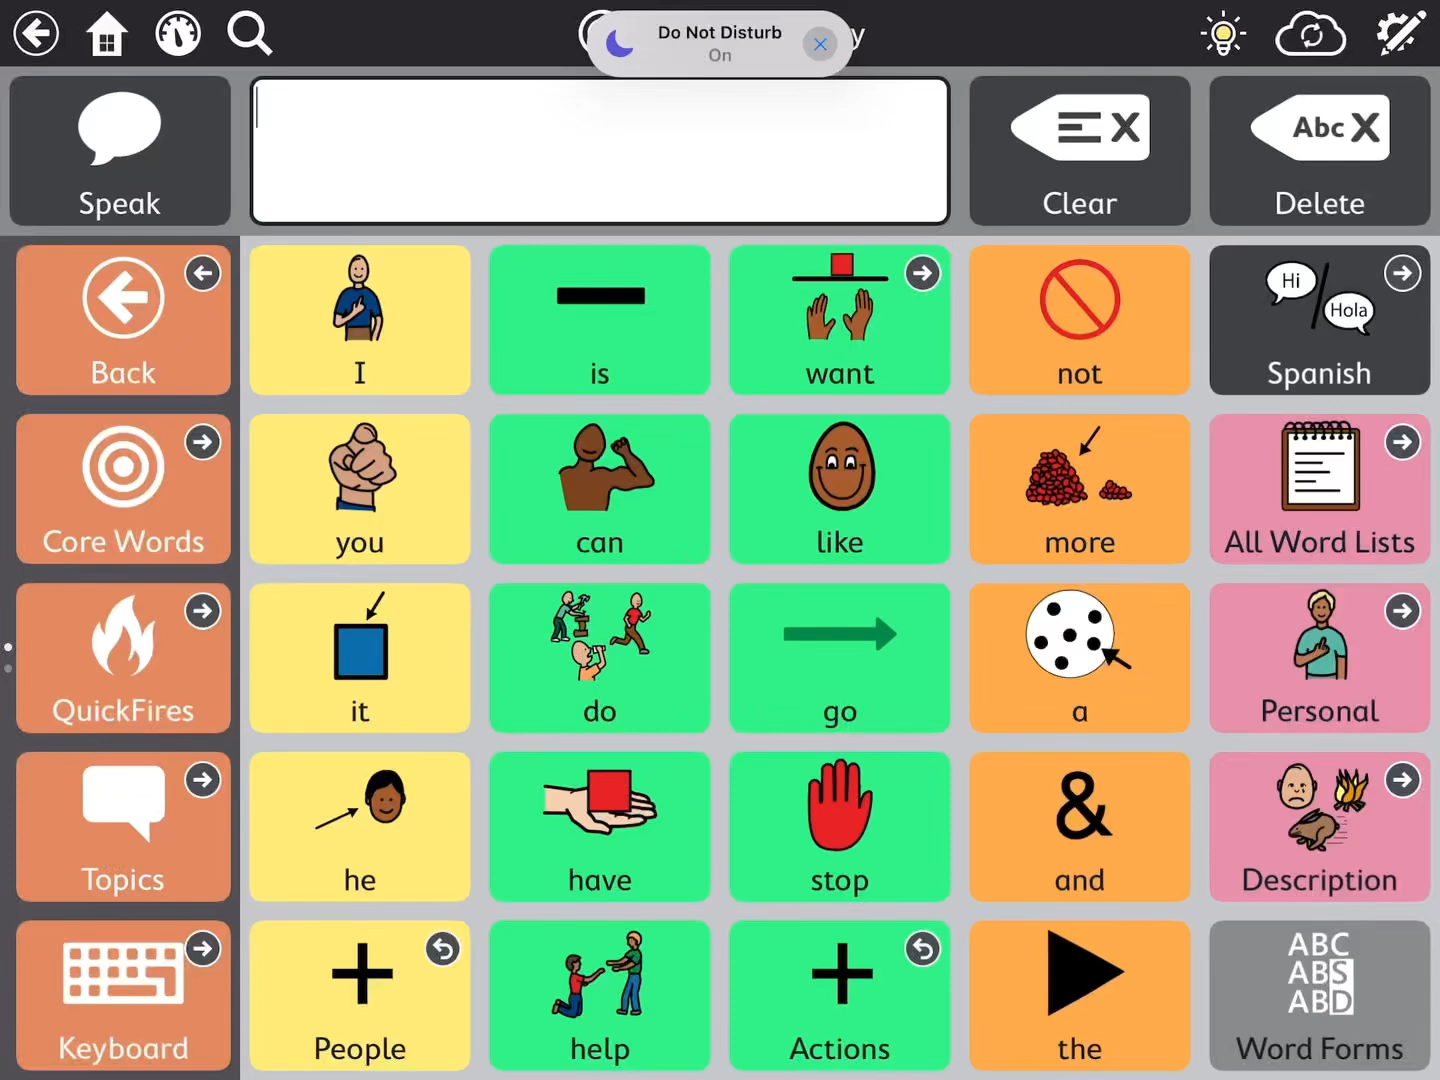 Do Not Disturb
On
Speak
Clear
Abc
Delete
Back
I
is
want
not
Hi
Hola
Spanish
Core Words
you
can
like
more
All Word Lists
QuickFires
it
do
go
a
Personal
Topics
he
have
stop
&
and
Description
Keyboard
People
help
Actions
the
ABC
ABS
ABD
Word Forms